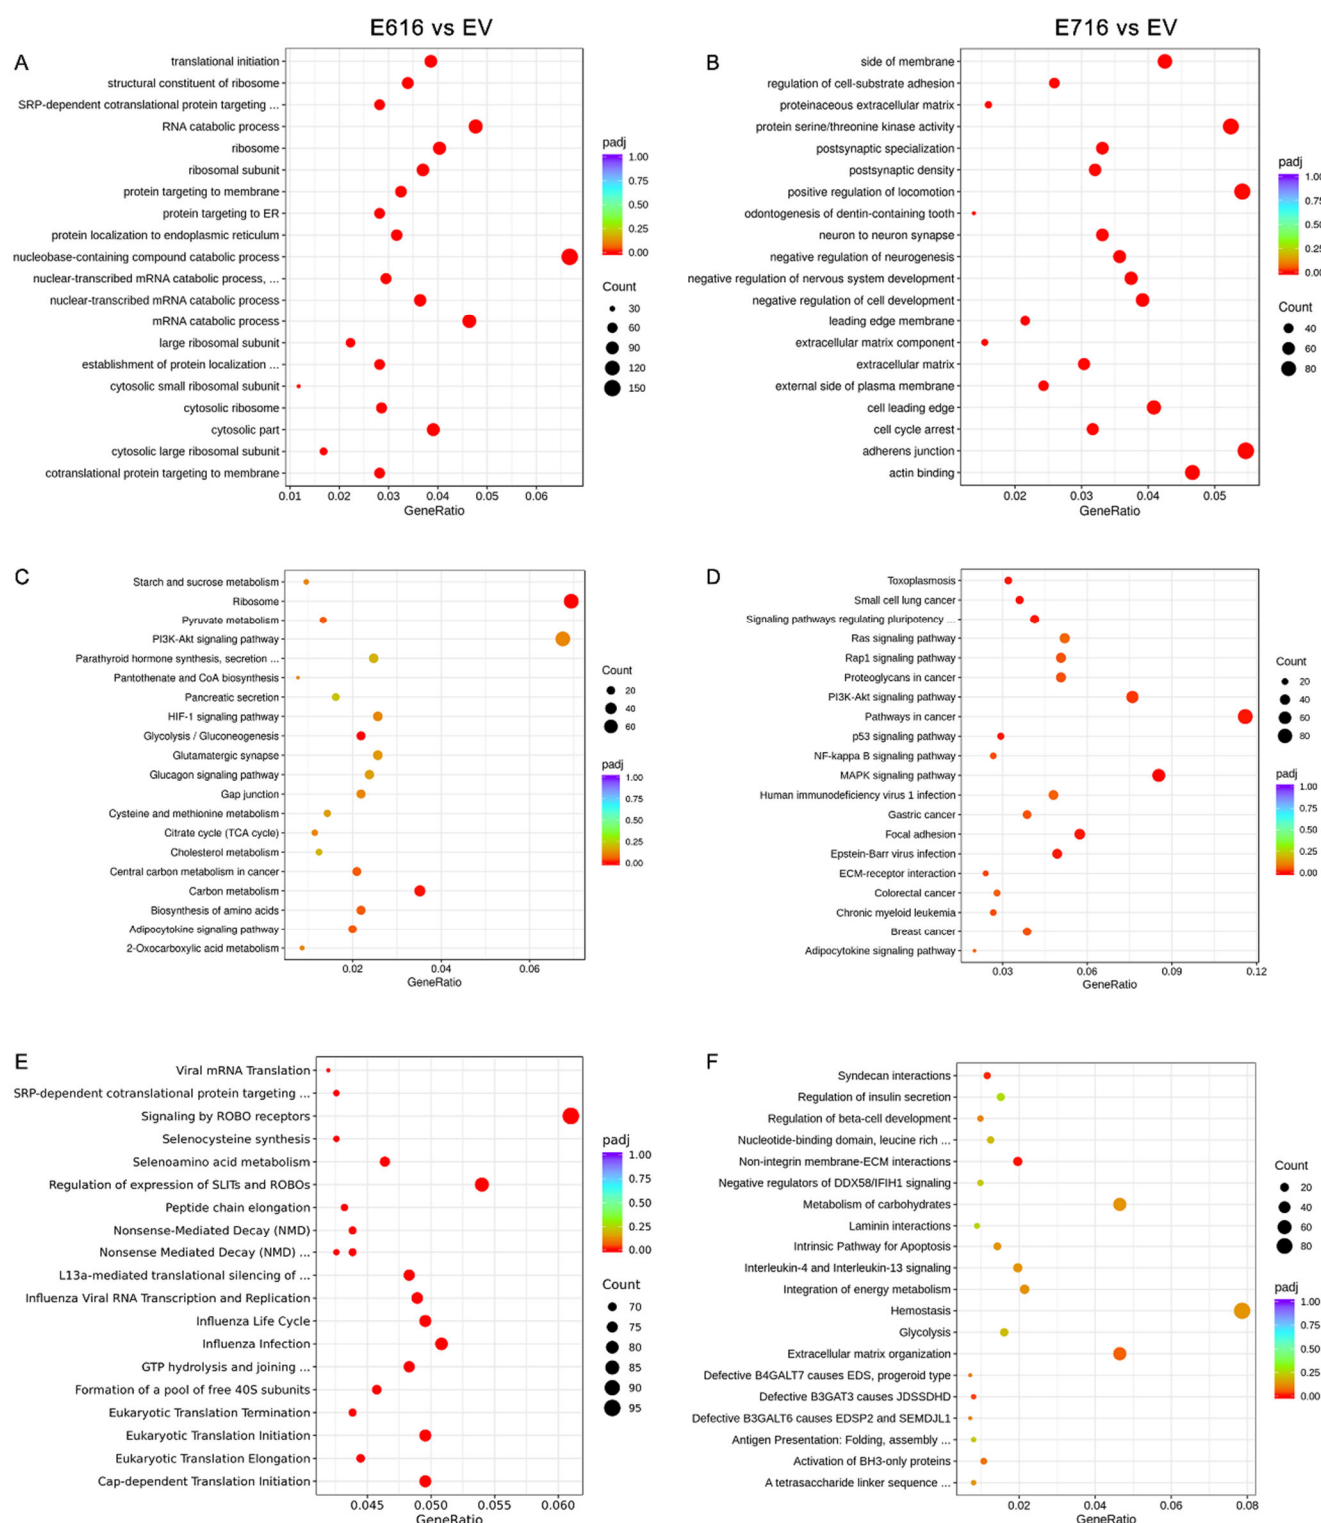 E616 vs EV
E716 vs EV
A
translational initiation
structural constituent of ribosome
SRP-dependent cotranslational protein targeting ...
RNA catabolic process
ribosome
ribosomal subunit
protein targeting to membrane
protein targeting to ER
protein localization to endoplasmic reticulum
nucleobase-containing compound catabolic process
nuclear-transcribed mRNA catabolic process, ...
nuclear-transcribed mRNA catabolic process
mRNA catabolic process
large ribosomal subunit
establishment of protein localization ...
cytosolic small ribosomal subunit
cytosolic ribosome
cytosolic part
cytosolic large ribosomal subunit
cotranslational protein targeting to membrane
0.01 0.02 0.03 0.04 0.05 0.06
GeneRatio
padj
1.00
0.75
0.50
0.25
0.00
Count
30
60
90
120
150
B
side of membrane
regulation of cell-substrate adhesion
proteinaceous extracellular matrix
protein serine/threonine kinase activity
postsynaptic specialization
postsynaptic density
positive regulation of locomotion
odontogenesis of dentin-containing tooth
neuron to neuron synapse
negative regulation of neurogenesis
negative regulation of nervous system development
negative regulation of cell development
leading edge membrane
extracellular matrix component
extracellular matrix
external side of plasma membrane
cell leading edge
cell cycle arrest
adherens junction
actin binding
0.02 0.03 0.04 0.05
GeneRatio
padj
1.00
0.75
0.50
0.25
0.00
Count
40
60
80
C
Starch and sucrose metabolism
Ribosome
Pyruvate metabolism
PI3K-Akt signaling pathway
Parathyroid hormone synthesis, secretion ...
Pantothenate and CoA biosynthesis
Pancreatic secretion
HIF-1 signaling pathway
Glycolysis / Gluconeogenesis
Glutamatergic synapse
Glucagon signaling pathway
Gap junction
Cysteine and methionine metabolism
Citrate cycle (TCA cycle)
Cholesterol metabolism
Central carbon metabolism in cancer
Carbon metabolism
Biosynthesis of amino acids
Adipocytokine signaling pathway
2-Oxocarboxylic acid metabolism
0.02 0.04 0.06
GeneRatio
Count
20
40
60
padj
1.00
0.75
0.50
0.25
0.00
D
Toxoplasmosis
Small cell lung cancer
Signaling pathways regulating pluripotency ...
Ras signaling pathway
Rap1 signaling pathway
Proteoglycans in cancer
PI3K-Akt signaling pathway
Pathways in cancer
p53 signaling pathway
NF-kappa B signaling pathway
MAPK signaling pathway
Human immunodeficiency virus 1 infection
Gastric cancer
Focal adhesion
Epstein-Barr virus infection
ECM-receptor interaction
Colorectal cancer
Chronic myeloid leukemia
Breast cancer
Adipocytokine signaling pathway
0.03 0.06 0.09 0.12
GeneRatio
Count
20
40
60
80
padj
1.00
0.75
0.50
0.25
0.00
E
Viral mRNA Translation
SRP-dependent cotranslational protein targeting ...
Signaling by ROBO receptors
Selenocysteine synthesis
Selenoamino acid metabolism
Regulation of expression of SLITs and ROBOs
Peptide chain elongation
Nonsense-Mediated Decay (NMD)
Nonsense Mediated Decay (NMD) ...
L13a-mediated translational silencing of ...
Influenza Viral RNA Transcription and Replication
Influenza Life Cycle
Influenza Infection
GTP hydrolysis and joining ...
Formation of a pool of free 40S subunits
Eukaryotic Translation Termination
Eukaryotic Translation Initiation
Eukaryotic Translation Elongation
Cap-dependent Translation Initiation
0.045 0.050 0.055 0.060
GeneRatio
padj
1.00
0.75
0.50
0.25
0.00
Count
70
75
80
85
90
95
F
Syndecan interactions
Regulation of insulin secretion
Regulation of beta-cell development
Nucleotide-binding domain, leucine rich ...
Non-integrin membrane-ECM interactions
Negative regulators of DDX58/IFIH1 signaling
Metabolism of carbohydrates
Laminin interactions
Intrinsic Pathway for Apoptosis
Interleukin-4 and Interleukin-13 signaling
Integration of energy metabolism
Hemostasis
Glycolysis
Extracellular matrix organization
Defective B4GALT7 causes EDS, progeroid type
Defective B3GAT3 causes JDSSDHD
Defective B3GALT6 causes EDSP2 and SEMDJL1
Antigen Presentation: Folding, assembly ...
Activation of BH3-only proteins
A tetrasaccharide linker sequence ...
0.02 0.04 0.06 0.08
GeneRatio
Count
20
40
60
80
padj
1.00
0.75
0.50
0.25
0.00